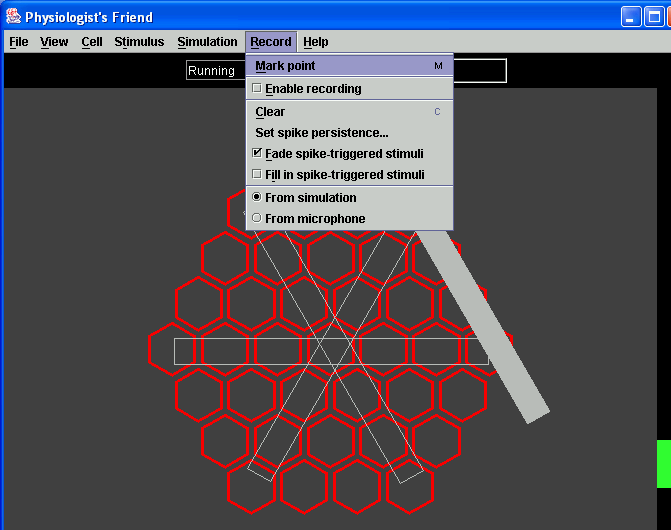 Physiologist's Friend
File View Cell Stimulus Simulation Record Help
Running
Mark point M
Enable recording
Clear C
Set spike persistence...
Fade spike-triggered stimuli
Fill in spike-triggered stimuli
From simulation
From microphone